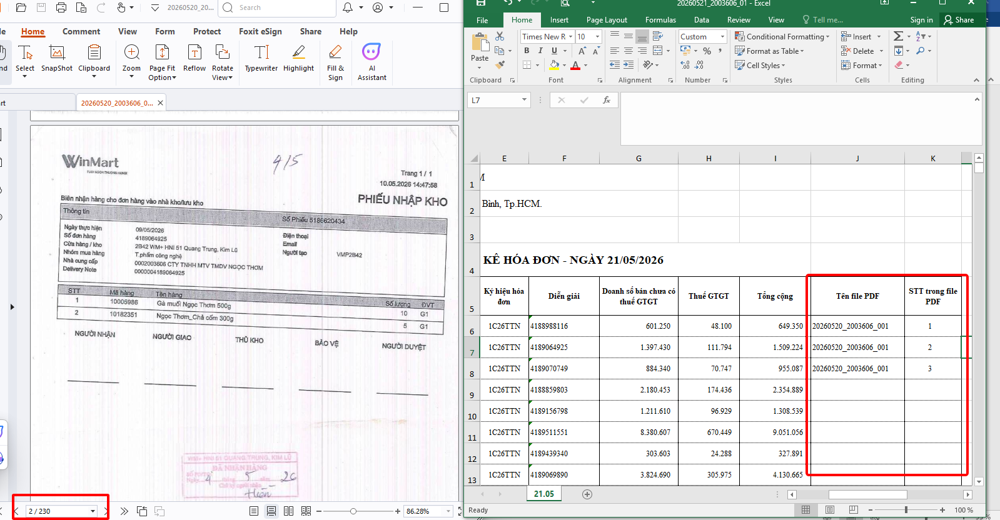 20260520_20...
Search
Home Comment View Form Protect Foxit eSign Share Help
Select
SnapShot
Clipboard
Zoom
Page Fit
Option
Reflow
Rotate
View
Typewriter
Highlight
Fill &
Sign
AI
Assistant
20260520_2003606_0...
WinMart
4/5
Trang 1 / 1
10.05.2026 14:47:58
PHIẾU NHẬP KHO
Biên nhận hàng cho đơn hàng vào nhà kho/lưu kho
Thông tin
Số Phiếu 5186620434
Ngày thực hiện 09/05/2026
Số đơn hàng 4189064925
Cửa hàng / kho 2B42 WM+ HNI 51 Quang Trung, Kim Lũ
Nhóm mua hàng T.phẩm công nghệ
Nhà cung cấp 0002003606 CTY TNHH MTV TMDV NGỌC THƠM
Delivery Note 0000004189064925
Điện thoại
Email
Người tạo VMP2B42
STT Mã hàng Tên hàng Số lượng ĐVT
1 10005986 Gà muối Ngọc Thơm 500g 10 G1
2 10182351 Ngọc Thơm_Chả cốm 300g 5 G1
NGƯỜI NHẬN NGƯỜI GIAO THỦ KHO BẢO VỆ NGƯỜI DUYỆT
WM+ HNI 51 QUANG TRUNG, KIM LŨ
ĐÃ NHẬN HÀNG
Ngày 4 tháng 5 năm 26
Hiền
2 / 230
86.28%
20260521_2003606_01 - Excel
File Home Insert Page Layout Formulas Data Review View Tell me... Sign in Share
Paste
Clipboard
Times New R 10
B I U
Font
Alignment
Custom
Number
Conditional Formatting
Format as Table
Cell Styles
Styles
Insert
Delete
Format
Cells
Editing
L7
fx
E F G H I J K
1
2 Bình, Tp.HCM.
3
4 KÊ HÓA ĐƠN - NGÀY 21/05/2026
5 Ký hiệu hóa đơn Diễn giải Doanh số bán chưa có thuế GTGT Thuế GTGT Tổng cộng Tên file PDF STT trong file PDF
6 1C26TTN 4188988116 601.250 48.100 649.350 20260520_2003606_001 1
7 1C26TTN 4189064925 1.397.430 111.794 1.509.224 20260520_2003606_001 2
8 1C26TTN 4189070749 884.340 70.747 955.087 20260520_2003606_001 3
9 1C26TTN 4188859803 2.180.453 174.436 2.354.889
10 1C26TTN 4189156798 1.211.610 96.929 1.308.539
11 1C26TTN 4189511551 8.380.607 670.449 9.051.056
12 1C26TTN 4189439340 303.603 24.288 327.891
13 1C26TTN 4189069890 3.824.690 305.975 4.130.665
21.05
Ready
100 %